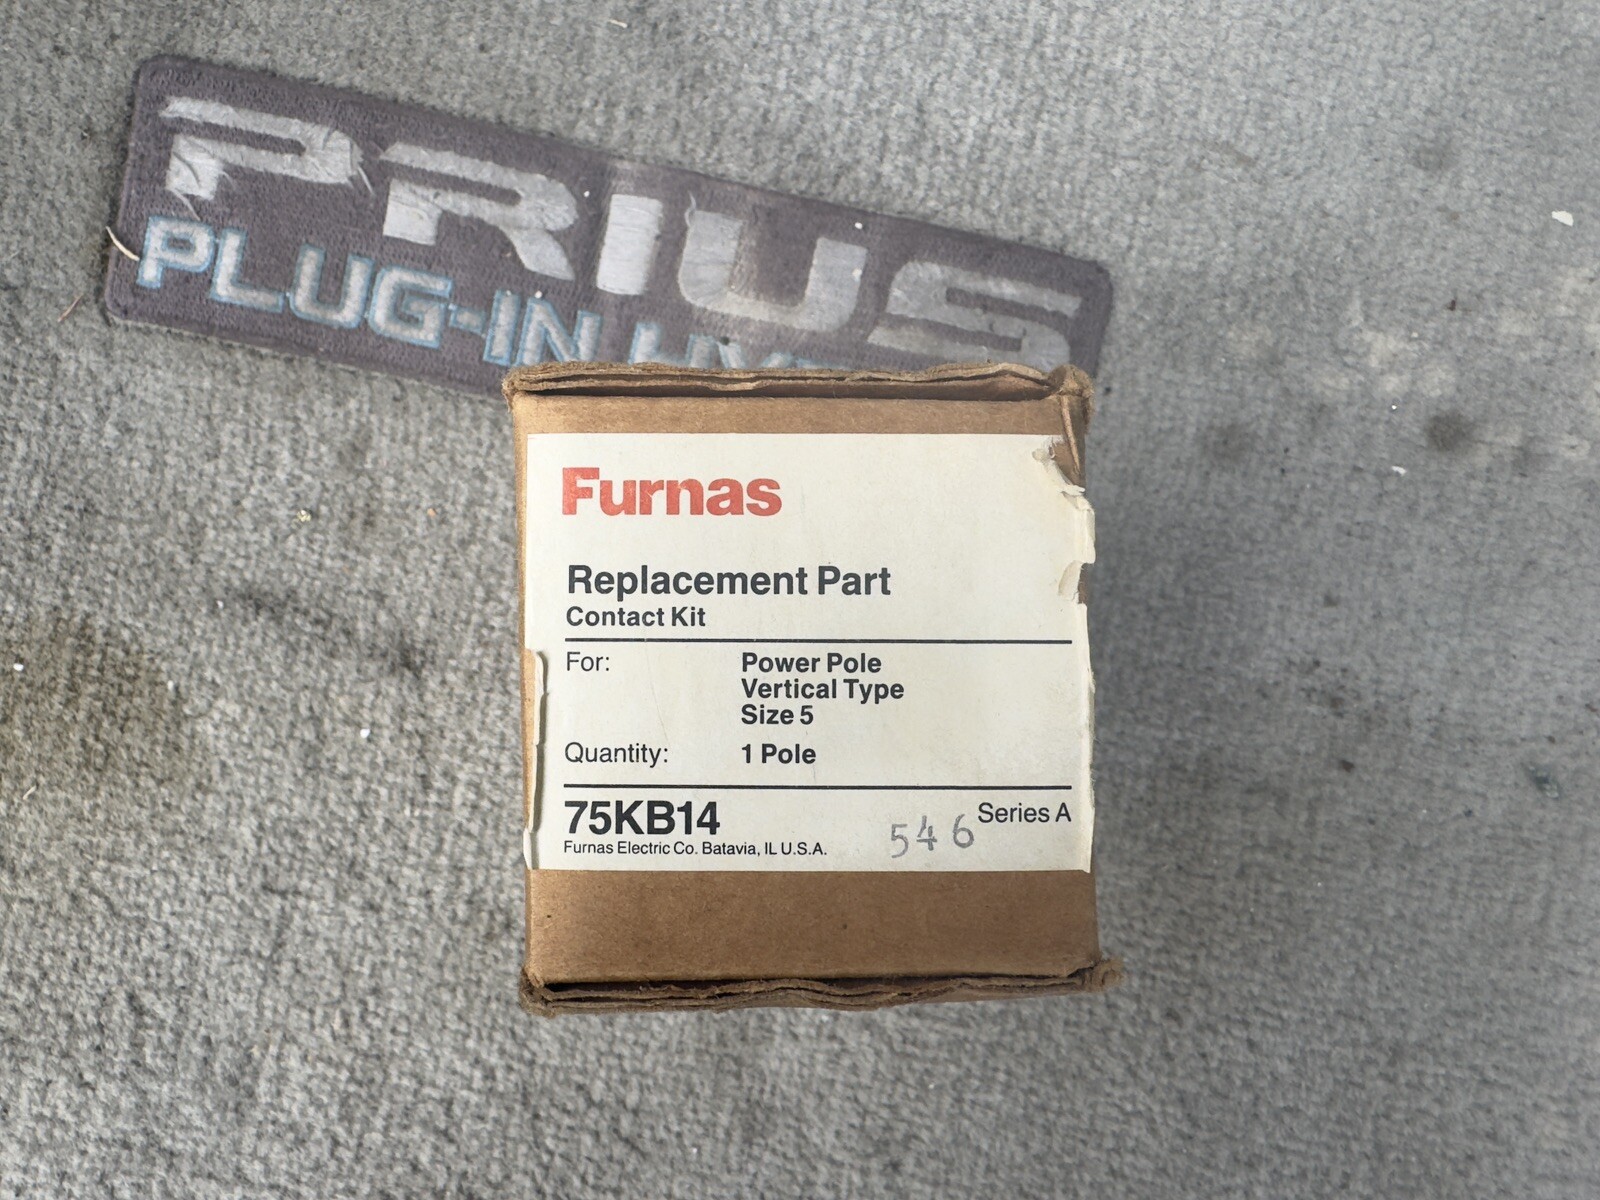 PRIUS
PLUG-IN
Furnas
Replacement Part
Contact Kit
For: Power Pole
Vertical Type
Size 5
Quantity: 1 Pole
75KB14 546 Series A
Furnas Electric Co. Batavia, IL U.S.A.